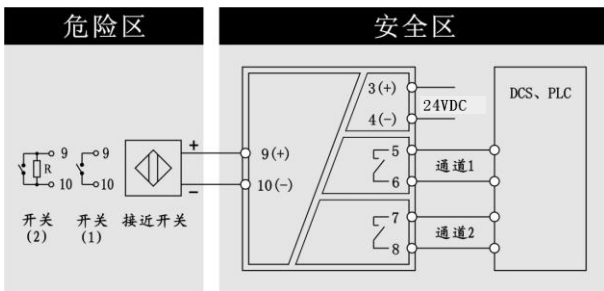 危险区
安全区
3(+)
24VDC
4(-)
DCS、PLC
+
9(+)
10(-)
-
5
通道1
6
7
通道2
8
9
R
10
9
10
开关
(2)
开关
(1)
接近开关